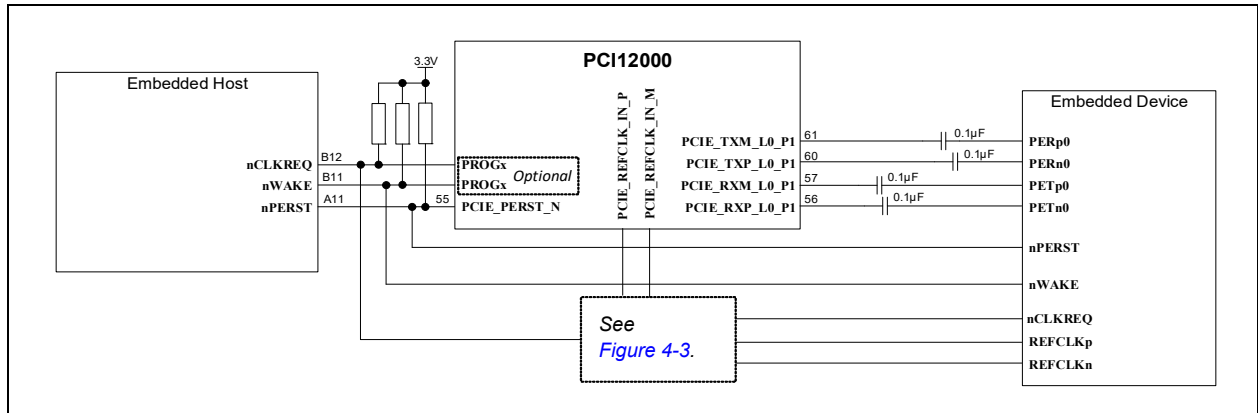 Embedded Host
nCLKREQ
B12
nWAKE
B11
nPERST
A11
3.3V
PCI12000
PROGx
PROGx
Optional
55
PCIE_PERST_N
PCIE_REFCLK_IN_P
PCIE_REFCLK_IN_M
PCIE_TXM_L0_P1
61
PCIE_TXP_L0_P1
60
PCIE_RXM_L0_P1
57
PCIE_RXP_L0_P1
56
0.1µF
0.1µF
0.1µF
0.1µF
Embedded Device
PERp0
PERn0
PETp0
PETn0
nPERST
nWAKE
nCLKREQ
REFCLKp
REFCLKn
See
Figure 4-3.